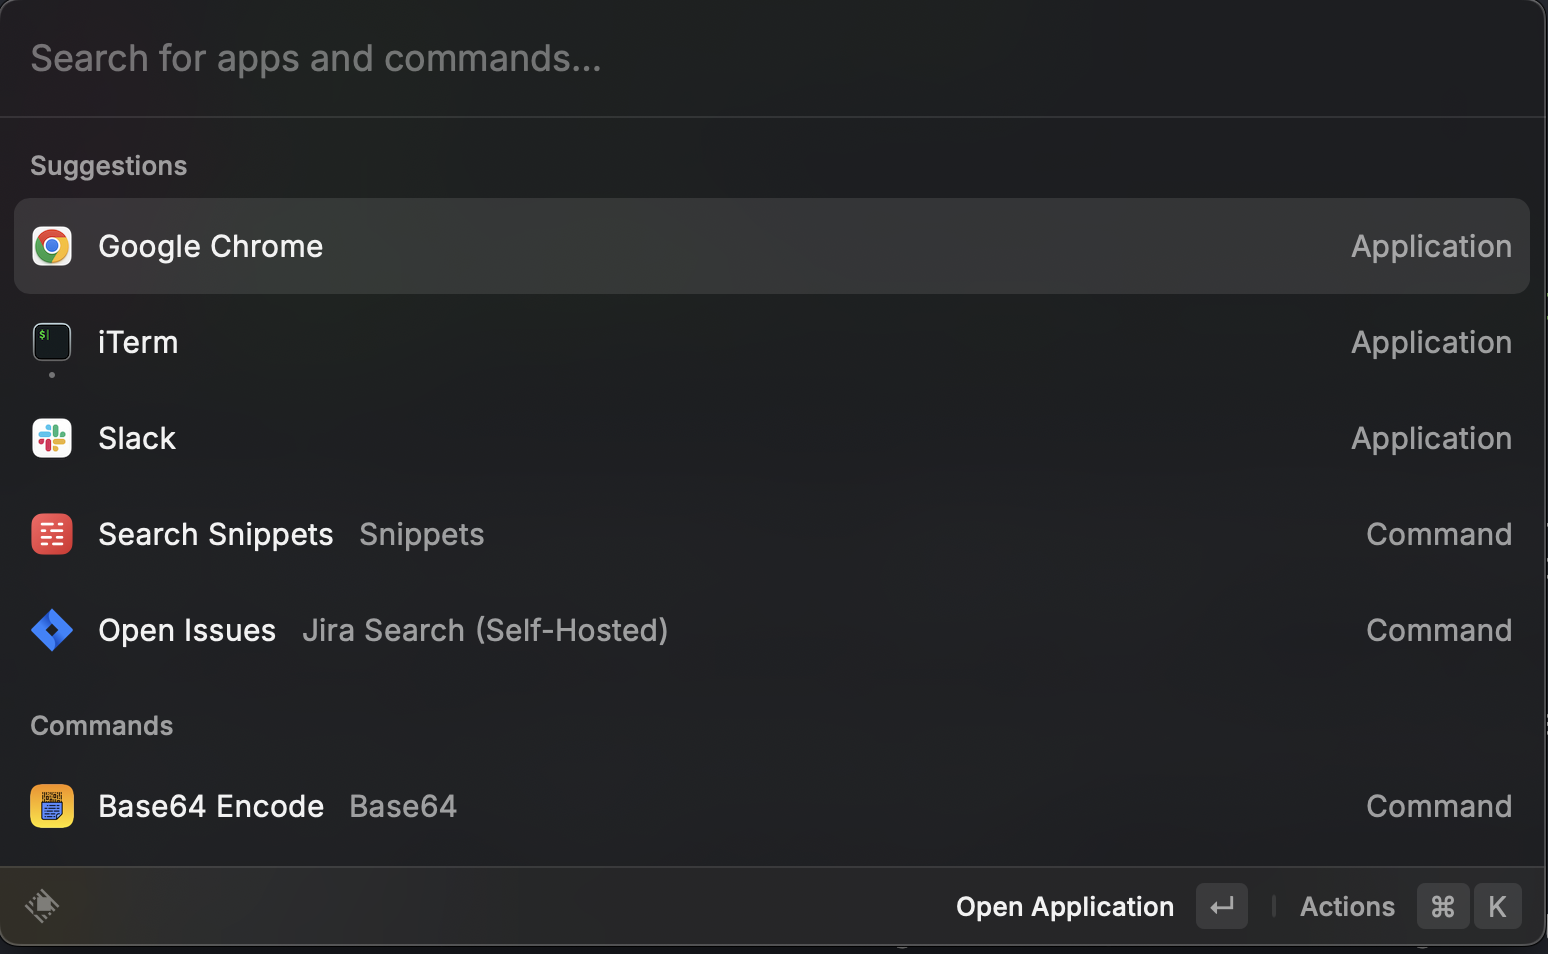 Search for apps and commands...
Suggestions
Google Chrome Application
$ iTerm Application
Slack Application
Search Snippets Snippets Command
Open Issues Jira Search (Self-Hosted) Command
Commands
Base64 Encode Base64 Command
Open Application ↵ Actions ⌘ K